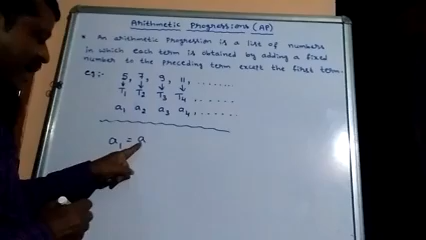 Arithmetic Progressions (AP)
* An arithmetic progression is a list of numbers
in which each term is obtained by adding a fixed
number to the preceding term except the first term.
eg:- 5, 7, 9, 11, ........
↓ ↓ ↓ ↓
T₁ T₂ T₃ T₄ ......
a₁ a₂ a₃ a₄, ......
a₁ = a